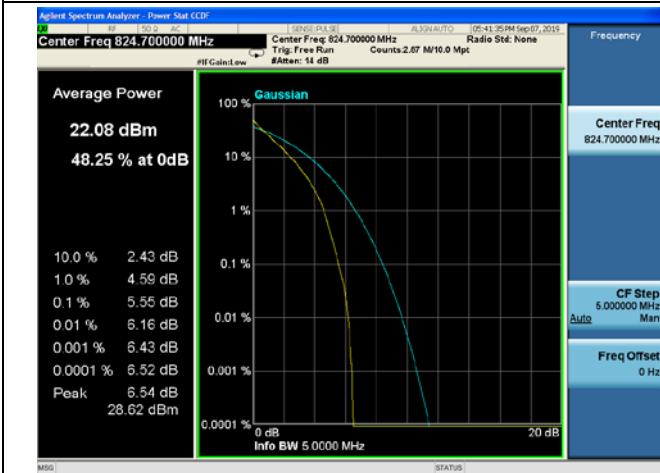 Agilent Spectrum Analyzer - Power Stat CCDF
RF 50 Ω AC SENSE:PULSE ALIGN AUTO 05:41:35 PM Sep 07, 2019
Center Freq 824.700000 MHz
Center Freq: 824.700000 MHz Radio Std: None
Trig: Free Run Counts:2.87 M/10.0 Mpt
#IFGain:Low #Atten: 14 dB
Frequency
Average Power
22.08 dBm
48.25 % at 0dB
10.0 % 2.43 dB
1.0 % 4.59 dB
0.1 % 5.55 dB
0.01 % 6.16 dB
0.001 % 6.43 dB
0.0001 % 6.52 dB
Peak 6.54 dB
28.62 dBm
Gaussian
100 %
10 %
1 %
0.1 %
0.01 %
0.001 %
0.0001 %
0 dB 20 dB
Info BW 5.0000 MHz
Center Freq
824.700000 MHz
CF Step
5.000000 MHz
Auto Man
Freq Offset
0 Hz
MSG STATUS